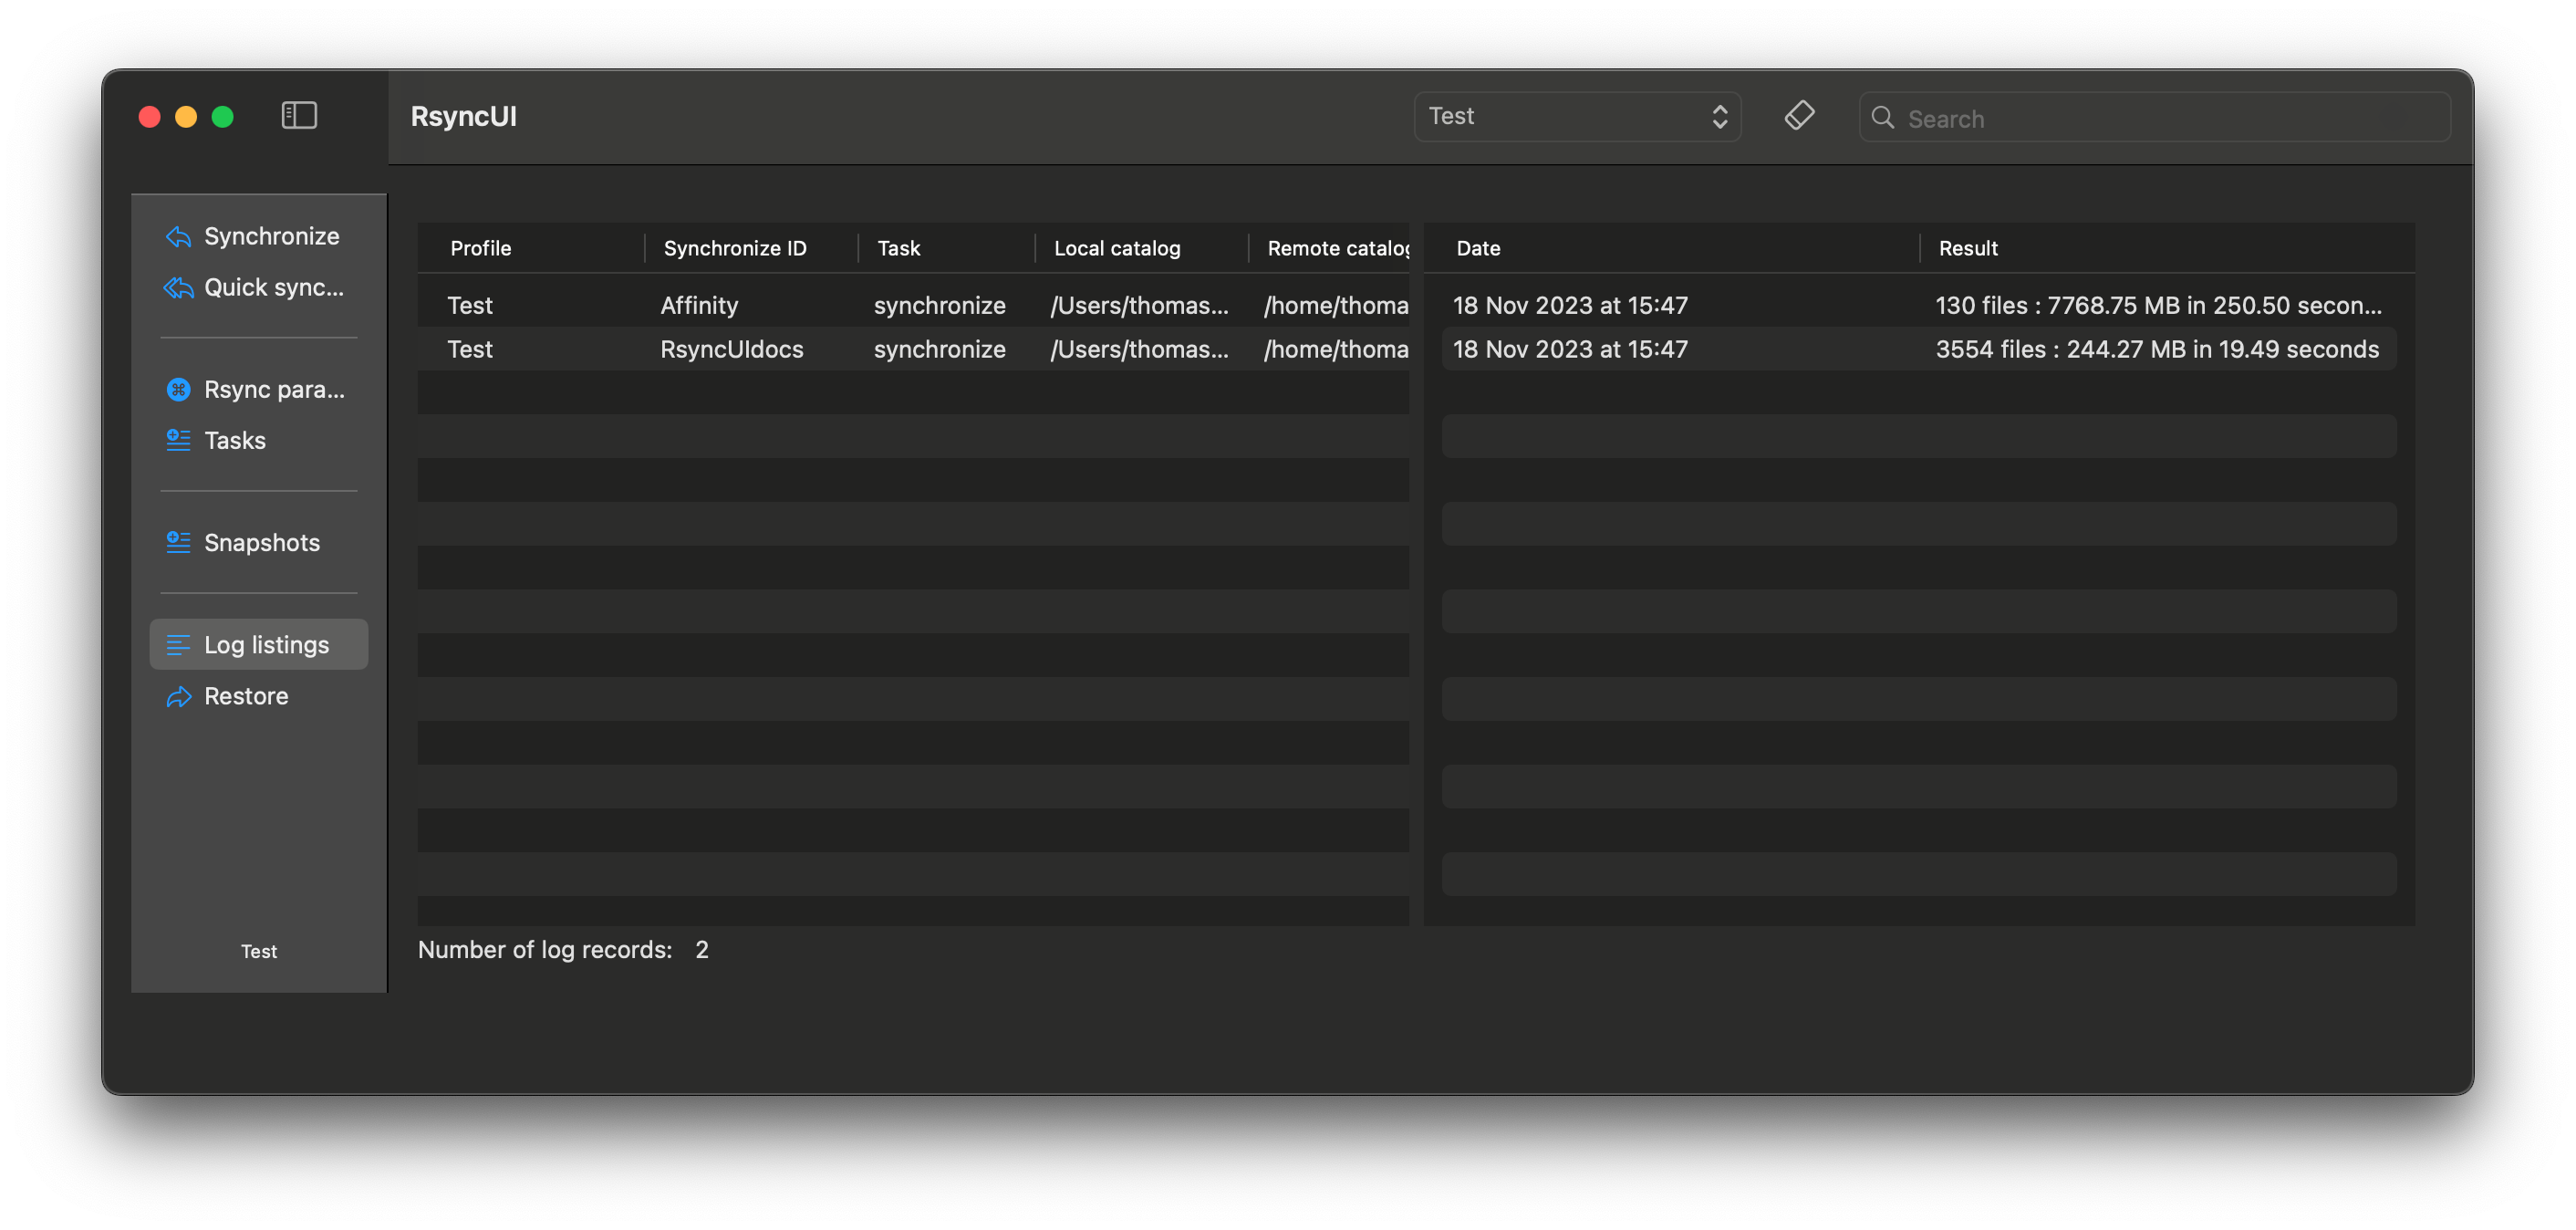 RsyncUI
Test
Search
Synchronize
Quick sync...
Rsync para...
Tasks
Snapshots
Log listings
Restore
Test
Profile Synchronize ID Task Local catalog Remote catalog
Test Affinity synchronize /Users/thomas... /home/thoma
Test RsyncUIdocs synchronize /Users/thomas... /home/thoma
Date Result
18 Nov 2023 at 15:47 130 files : 7768.75 MB in 250.50 secon...
18 Nov 2023 at 15:47 3554 files : 244.27 MB in 19.49 seconds
Number of log records: 2